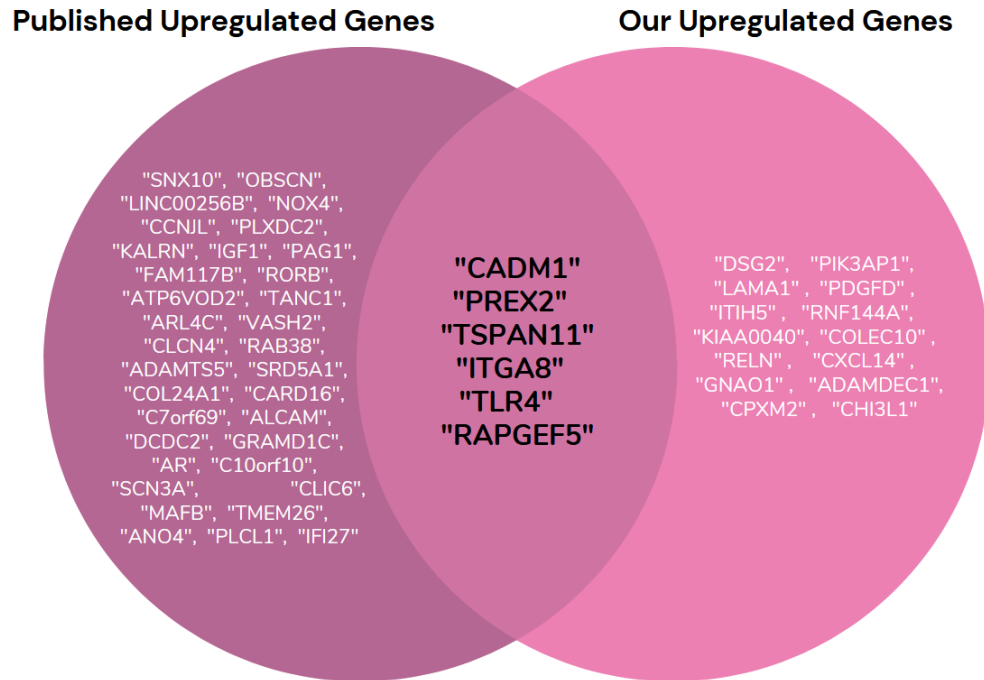 Published Upregulated Genes
Our Upregulated Genes
"SNX10", "OBSCN",
"LINC00256B", "NOX4",
"CCNJL", "PLXDC2",
"KALRN", "IGF1", "PAG1",
"FAM117B", "RORB",
"ATP6VOD2", "TANC1",
"ARL4C", "VASH2",
"CLCN4", "RAB38",
"ADAMTS5", "SRD5A1",
"COL24A1", "CARD16",
"C7orf69", "ALCAM",
"DCDC2", "GRAMD1C",
"AR", "C10orf10",
"SCN3A", "CLIC6",
"MAFB", "TMEM26",
"ANO4", "PLCL1", "IFI27"
"CADM1"
"PREX2"
"TSPAN11"
"ITGA8"
"TLR4"
"RAPGEF5"
"DSG2", "PIK3AP1",
"LAMA1" , "PDGFD" ,
"ITIH5" , "RNF144A",
"KIAA0040" , "COLEC10" ,
"RELN" , "CXCL14" ,
"GNAO1" , "ADAMDEC1",
"CPXM2" , "CHI3L1"